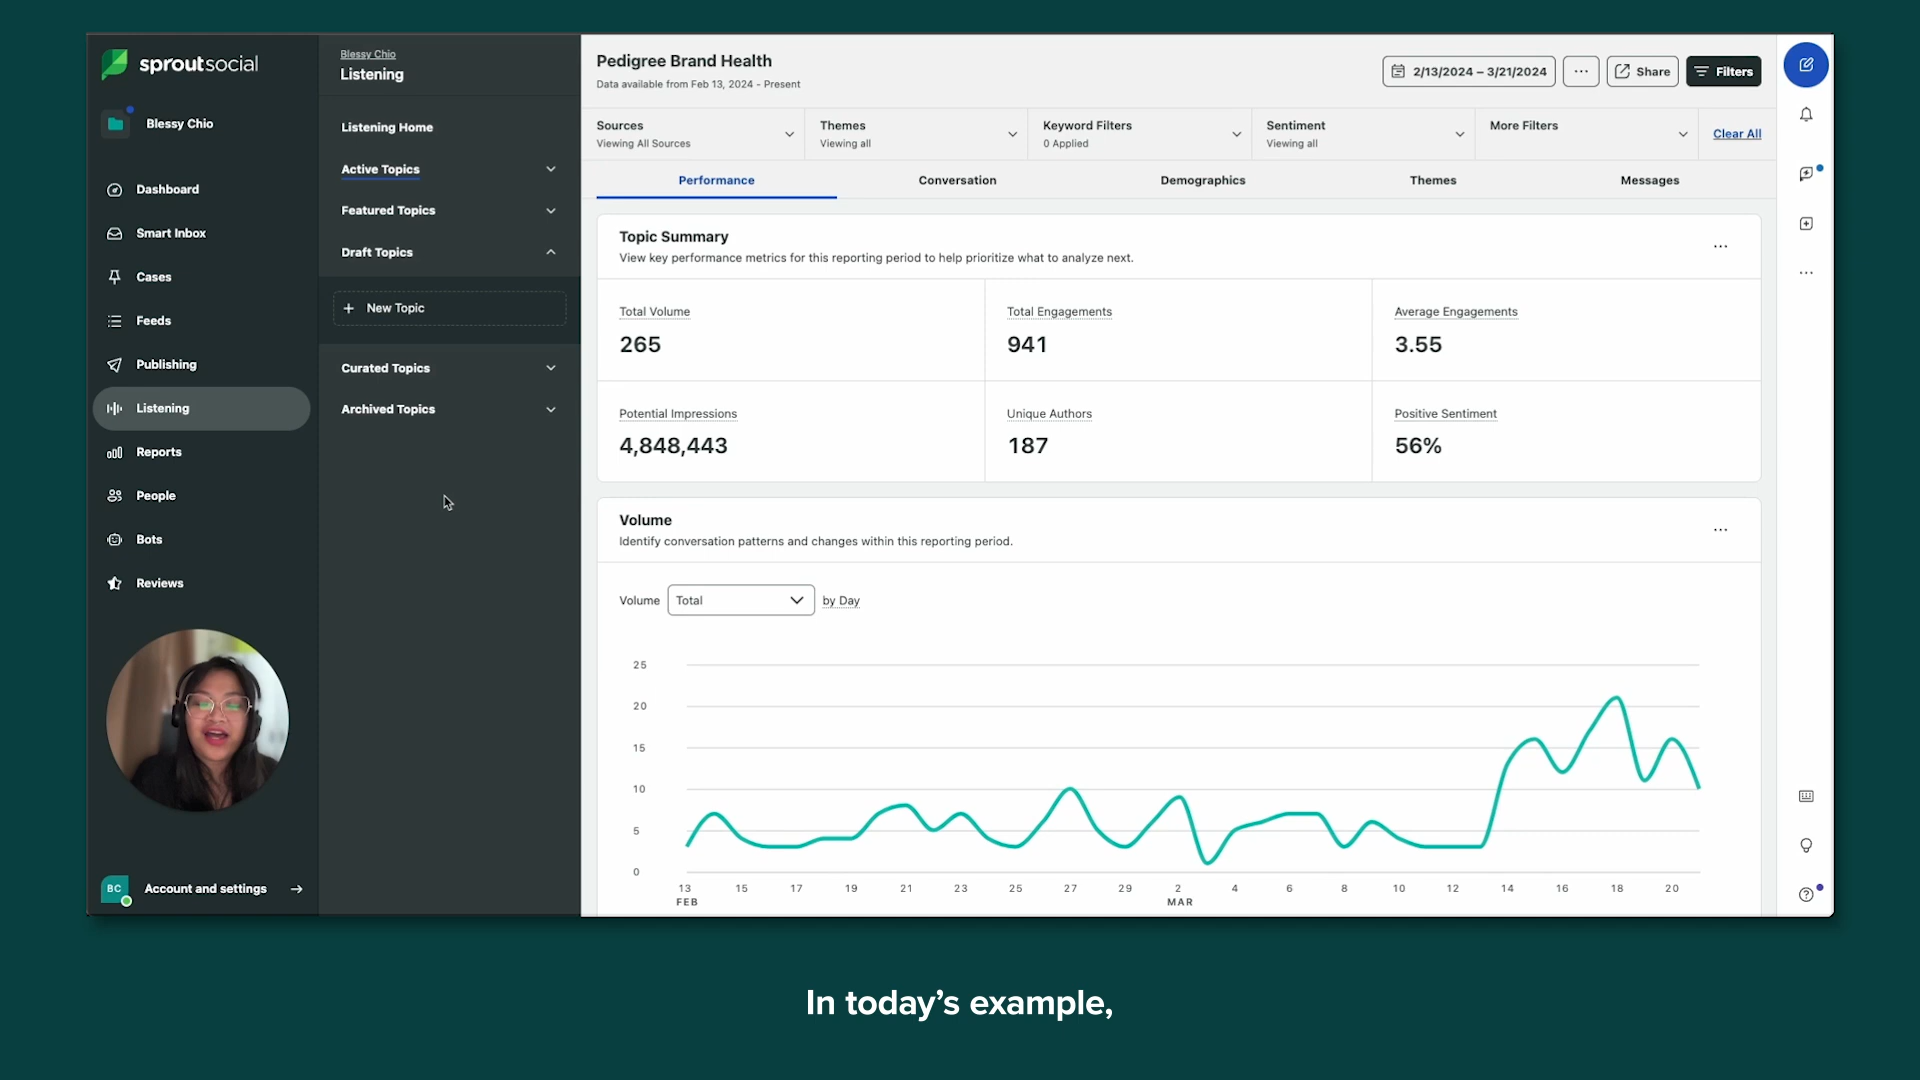 sproutsocial
Blessy Chio
Dashboard
Smart Inbox
Cases
Feeds
Publishing
Listening
Reports
People
Bots
Reviews
BC
Account and settings
Blessy Chio
Listening
Listening Home
Active Topics
Featured Topics
Draft Topics
+ New Topic
Curated Topics
Archived Topics
Pedigree Brand Health
Data available from Feb 13, 2024 - Present
2/13/2024 – 3/21/2024
Share
Filters
Sources
Viewing All Sources
Themes
Viewing all
Keyword Filters
0 Applied
Sentiment
Viewing all
More Filters
Clear All
Performance
Conversation
Demographics
Themes
Messages
Topic Summary
View key performance metrics for this reporting period to help prioritize what to analyze next.
Total Volume
265
Total Engagements
941
Average Engagements
3.55
Potential Impressions
4,848,443
Unique Authors
187
Positive Sentiment
56%
Volume
Identify conversation patterns and changes within this reporting period.
Volume Total by Day
25
20
15
10
5
0
13 15 17 19 21 23 25 27 29 2 4 6 8 10 12 14 16 18 20
FEB MAR
In today's example,